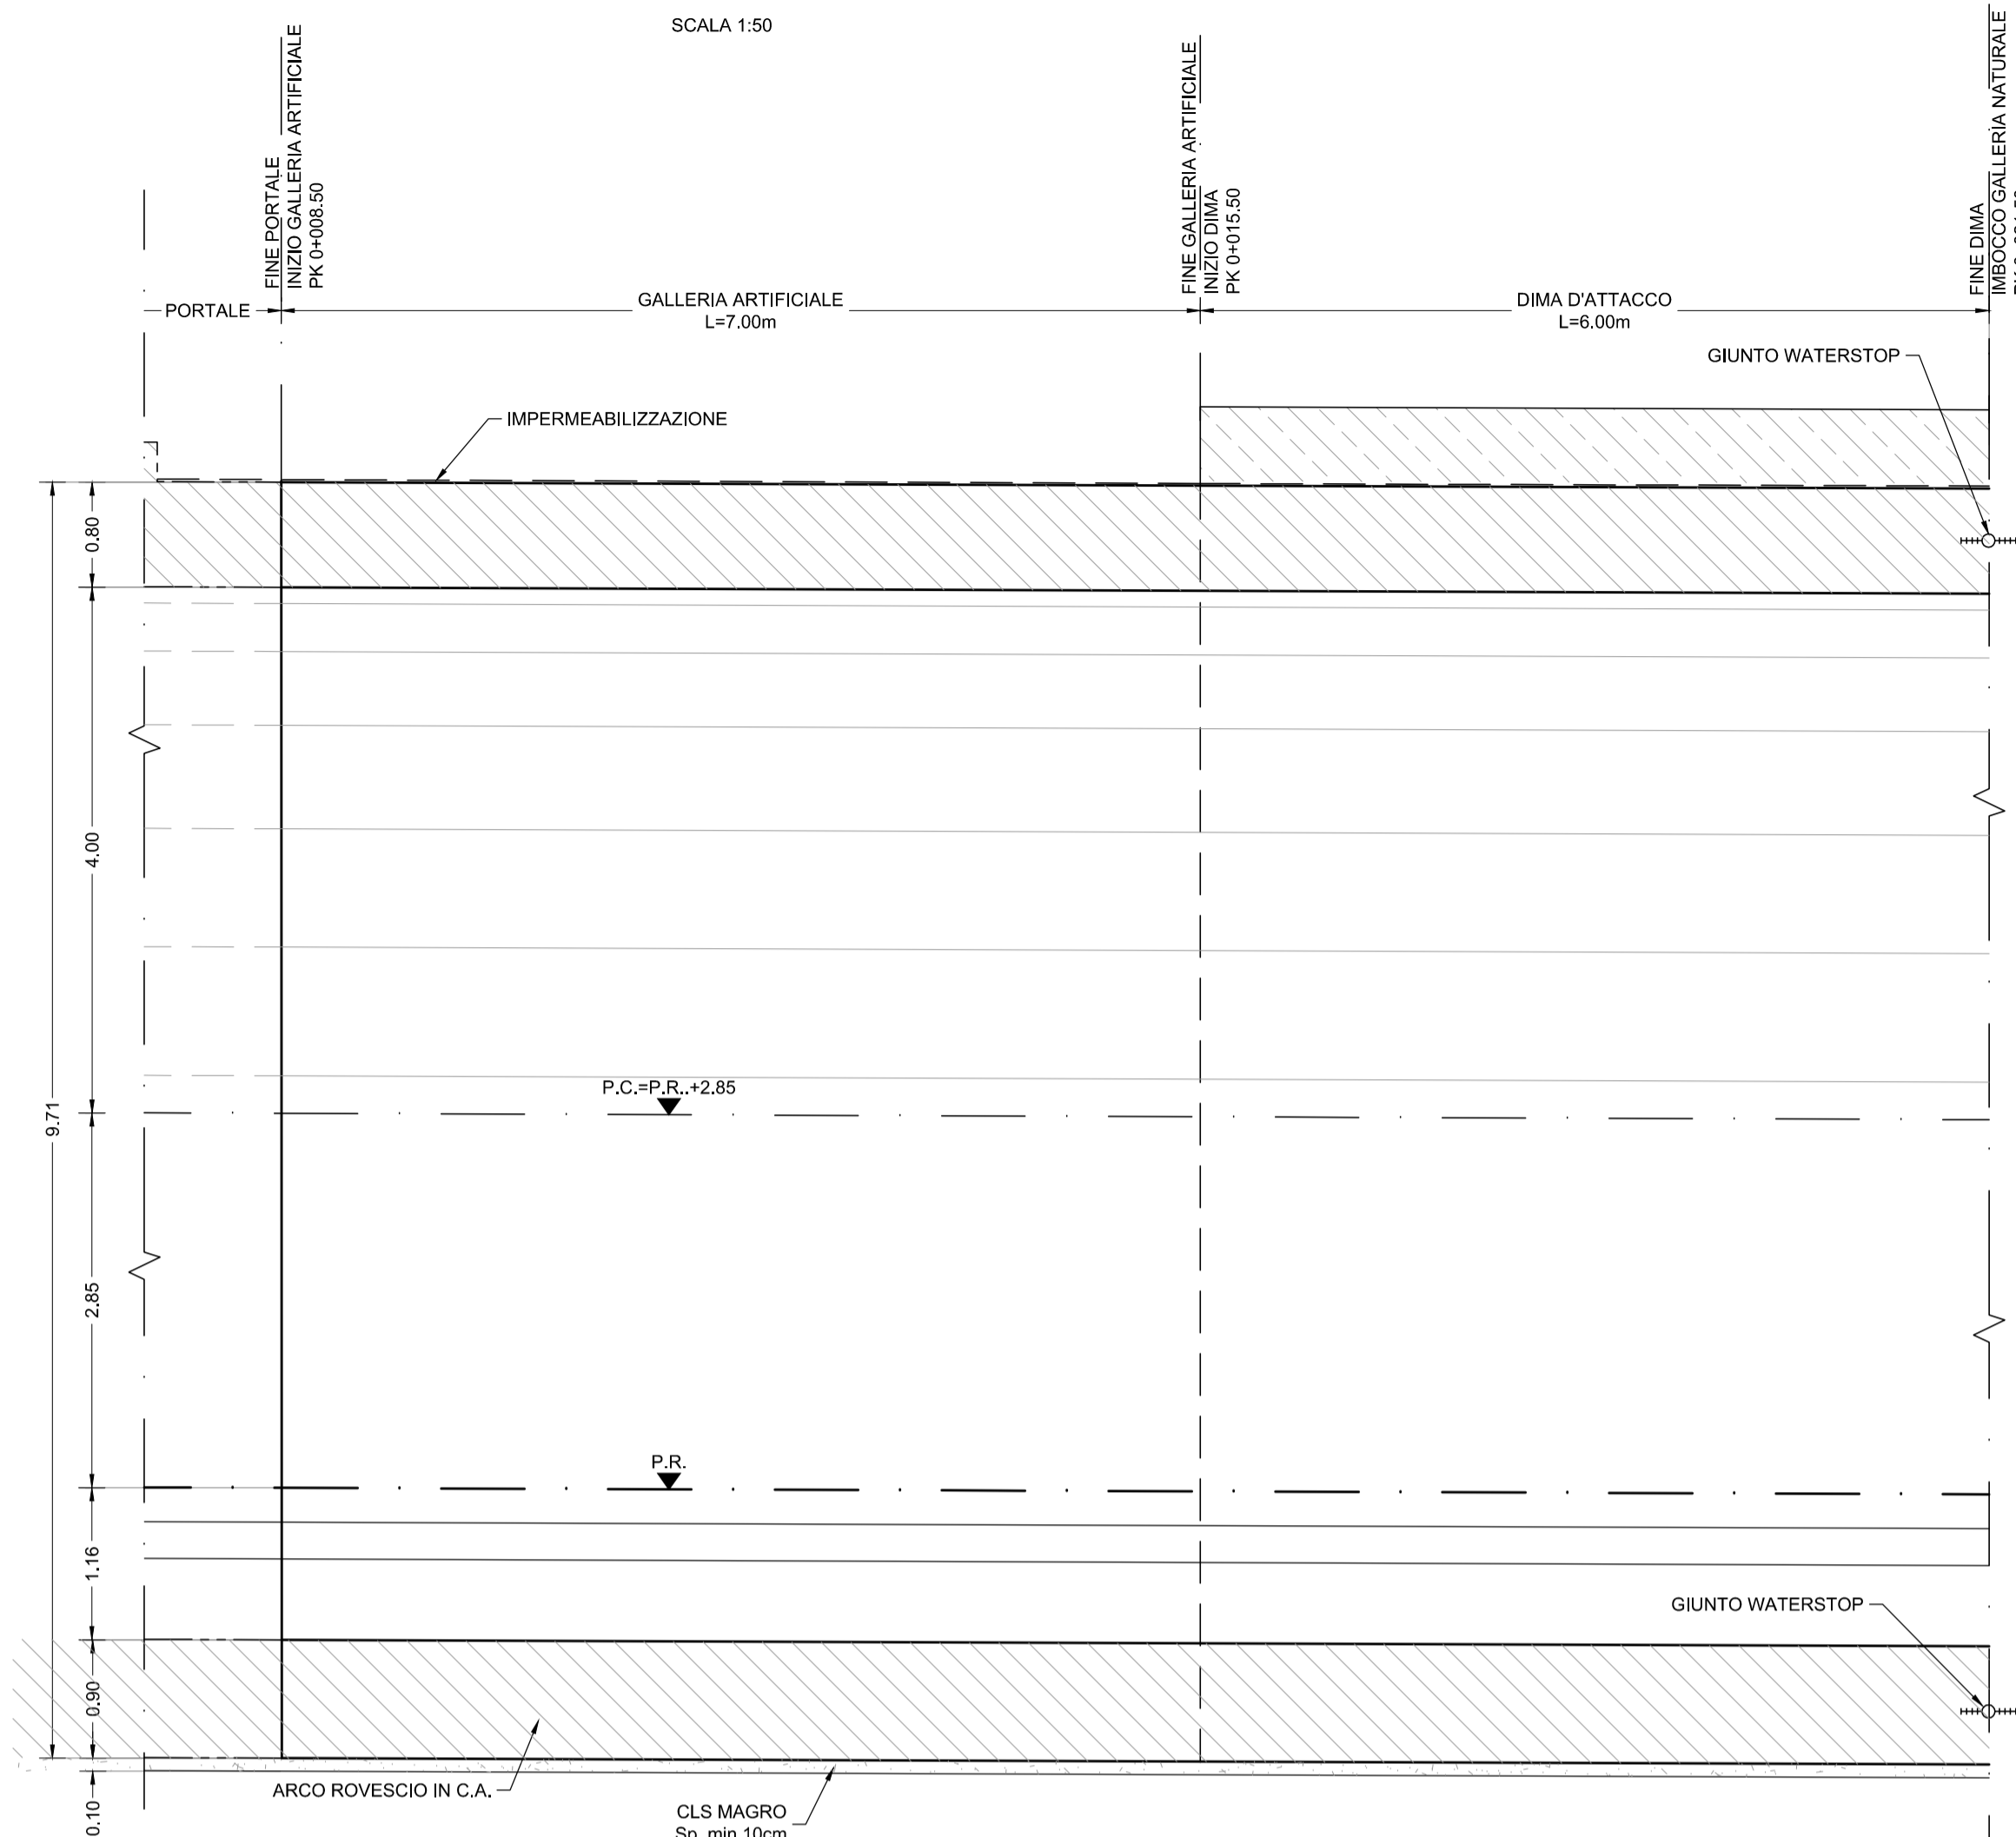 SCALA 1:50
FINE PORTALE
INIZIO GALLERIA ARTIFICIALE
PK 0+008.50
FINE GALLERIA ARTIFICIALE
INIZIO DIMA
PK 0+015.50
FINE DIMA
IMBOCCO GALLERIA NATURALE
PORTALE
GALLERIA ARTIFICIALE
L=7.00m
DIMA D'ATTACCO
L=6.00m
GIUNTO WATERSTOP
IMPERMEABILIZZAZIONE
0.80
4.00
9.71
P.C.=P.R..+2.85
2.85
P.R.
1.16
GIUNTO WATERSTOP
0.90
ARCO ROVESCIO IN C.A.
0.10
CLS MAGRO
Sp. min 10cm